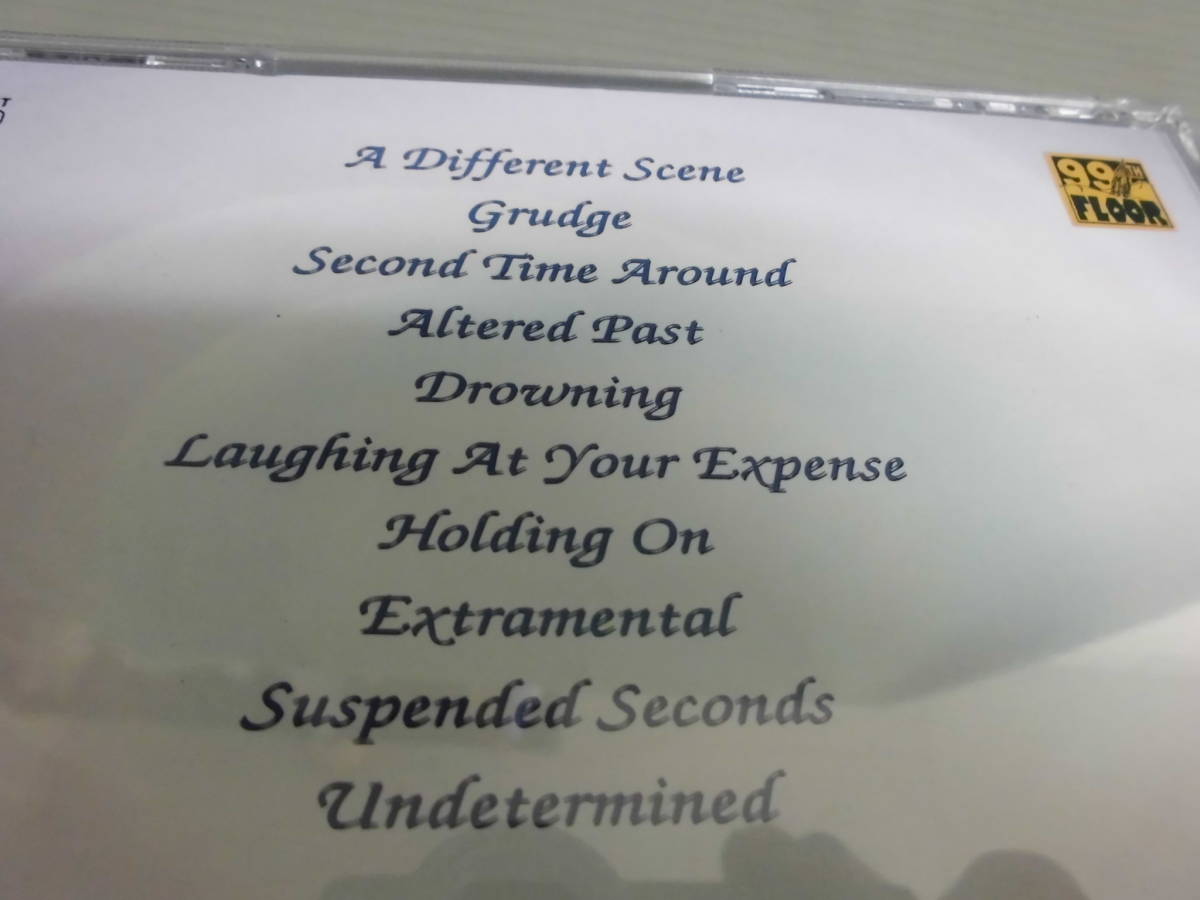 A Different Scene
Grudge
Second Time Around
Altered Past
Drowning
Laughing At Your Expense
Holding On
Extramental
Suspended Seconds
Undetermined
99TH
FLOOR